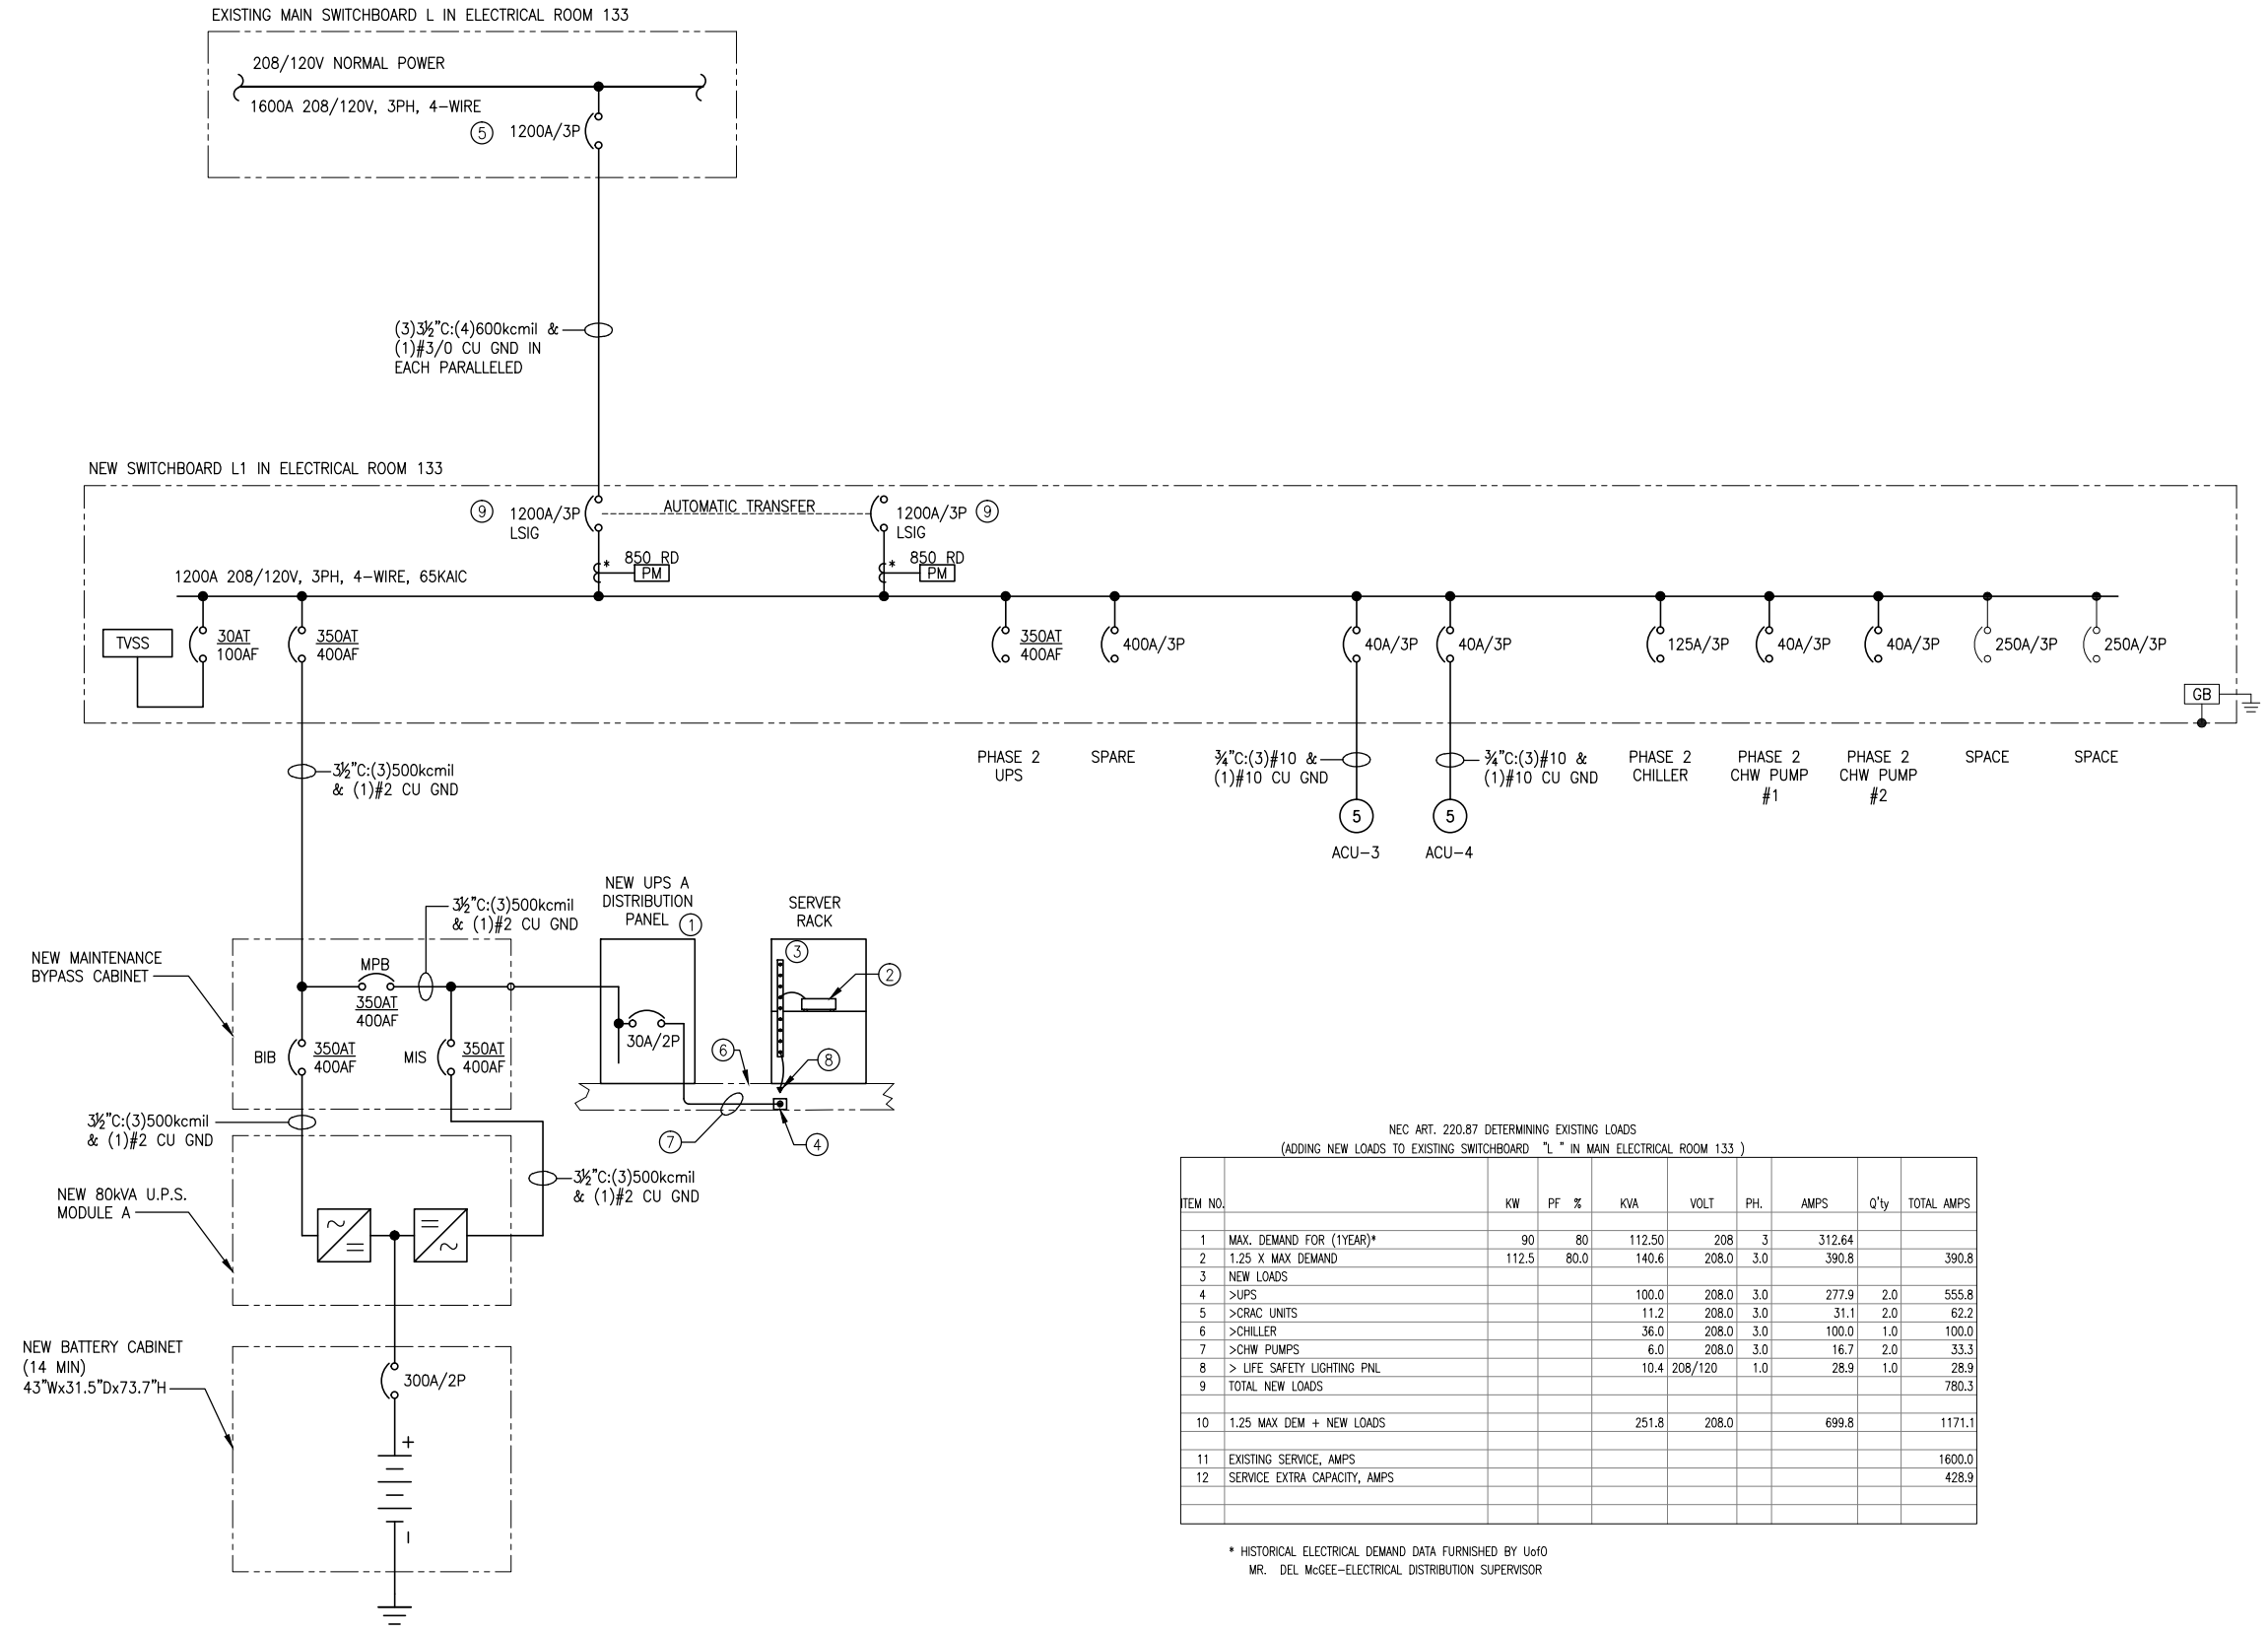 EXISTING MAIN SWITCHBOARD L IN ELECTRICAL ROOM 133
208/120V NORMAL POWER
1600A 208/120V, 3PH, 4-WIRE
5 1200A/3P
(3)3½"C:(4)600kcmil &
(1)#3/0 CU GND IN
EACH PARALLELED
NEW SWITCHBOARD L1 IN ELECTRICAL ROOM 133
9 1200A/3P
LSIG
AUTOMATIC TRANSFER
1200A/3P 9
LSIG
* 850 RD
PM
* 850 RD
PM
1200A 208/120V, 3PH, 4-WIRE, 65KAIC
TVSS
30AT
100AF
350AT
400AF
350AT
400AF
400A/3P
40A/3P
40A/3P
125A/3P
40A/3P
40A/3P
250A/3P
250A/3P
GB
3½"C:(3)500kcmil
& (1)#2 CU GND
PHASE 2
UPS
SPARE
¾"C:(3)#10 &
(1)#10 CU GND
¾"C:(3)#10 &
(1)#10 CU GND
PHASE 2
CHILLER
PHASE 2
CHW PUMP
#1
PHASE 2
CHW PUMP
#2
SPACE
SPACE
5
5
ACU-3
ACU-4
NEW UPS A
DISTRIBUTION
PANEL 1
SERVER
RACK
3½"C:(3)500kcmil
& (1)#2 CU GND
NEW MAINTENANCE
BYPASS CABINET
MPB
350AT
400AF
3
2
30A/2P
BIB
350AT
400AF
MIS
350AT
400AF
6
8
7
4
3½"C:(3)500kcmil
& (1)#2 CU GND
3½"C:(3)500kcmil
& (1)#2 CU GND
NEW 80kVA U.P.S.
MODULE A
NEW BATTERY CABINET
(14 MIN)
43"Wx31.5"Dx73.7"H
300A/2P
+
–
NEC ART. 220.87 DETERMINING EXISTING LOADS
(ADDING NEW LOADS TO EXISTING SWITCHBOARD "L " IN MAIN ELECTRICAL ROOM 133 )
ITEM NO. KW PF % KVA VOLT PH. AMPS Q'ty TOTAL AMPS
1 MAX. DEMAND FOR (1YEAR)* 90 80 112.50 208 3 312.64
2 1.25 X MAX DEMAND 112.5 80.0 140.6 208.0 3.0 390.8 390.8
3 NEW LOADS
4 >UPS 100.0 208.0 3.0 277.9 2.0 555.8
5 >CRAC UNITS 11.2 208.0 3.0 31.1 2.0 62.2
6 >CHILLER 36.0 208.0 3.0 100.0 1.0 100.0
7 >CHW PUMPS 6.0 208.0 3.0 16.7 2.0 33.3
8 > LIFE SAFETY LIGHTING PNL 10.4 208/120 1.0 28.9 1.0 28.9
9 TOTAL NEW LOADS 780.3
10 1.25 MAX DEM + NEW LOADS 251.8 208.0 699.8 1171.1
11 EXISTING SERVICE, AMPS 1600.0
12 SERVICE EXTRA CAPACITY, AMPS 428.9
* HISTORICAL ELECTRICAL DEMAND DATA FURNISHED BY UofO
MR. DEL McGEE-ELECTRICAL DISTRIBUTION SUPERVISOR